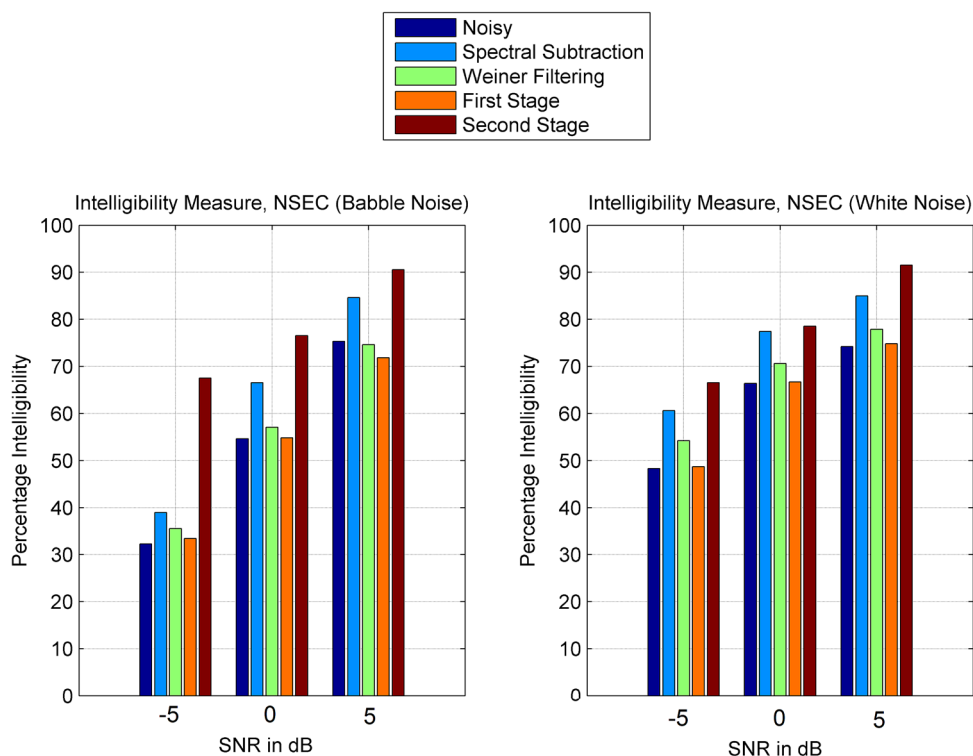 Noisy
Spectral Subtraction
Weiner Filtering
First Stage
Second Stage
Intelligibility Measure, NSEC (Babble Noise)
100
90
80
70
60
50
40
30
20
10
0
Percentage Intelligibility
-5 0 5
SNR in dB
Intelligibility Measure, NSEC (White Noise)
100
90
80
70
60
50
40
30
20
10
0
Percentage Intelligibility
-5 0 5
SNR in dB